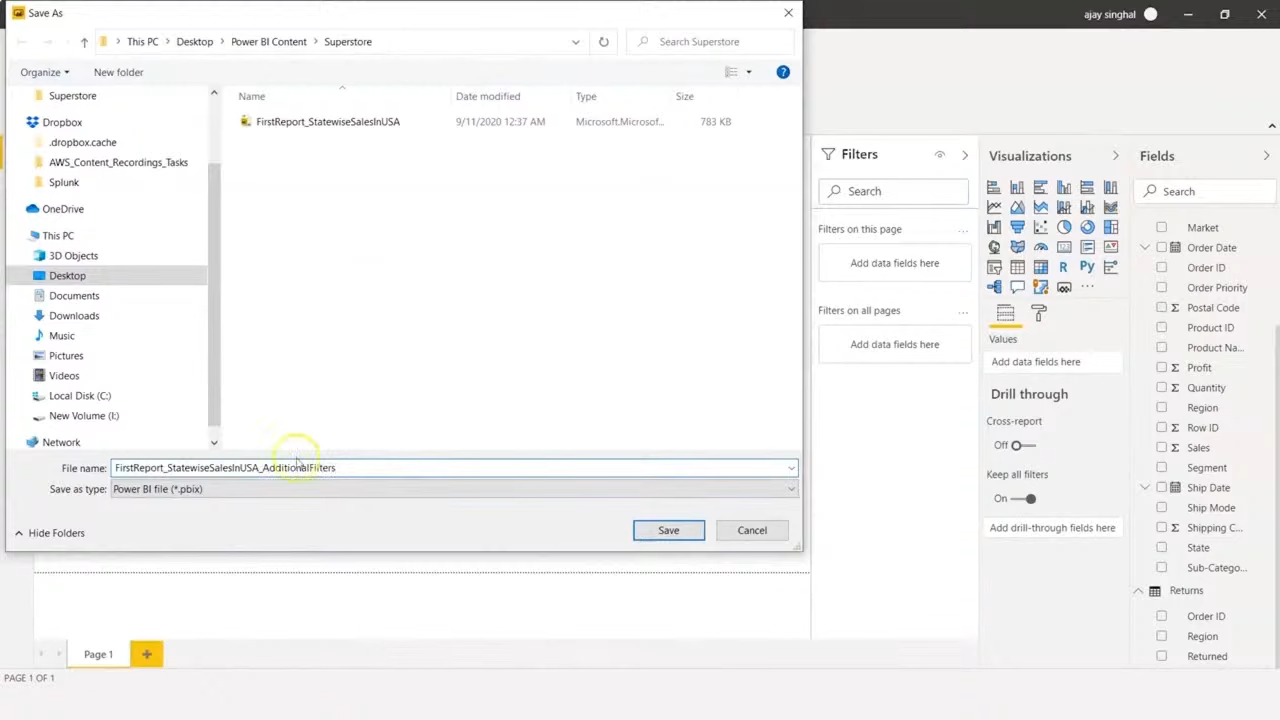 Save As
ajay singhal
This PC > Desktop > Power BI Content > Superstore
Search Superstore
Organize
New folder
?
Name
Date modified
Type
Size
Superstore
Dropbox
.dropbox.cache
AWS_Content_Recordings_Tasks
Splunk
OneDrive
This PC
3D Objects
Desktop
Documents
Downloads
Music
Pictures
Videos
Local Disk (C:)
New Volume (I:)
Network
FirstReport_StatewiseSalesInUSA
9/11/2020 12:37 AM
Microsoft.Microsof...
783 KB
File name:
FirstReport_StatewiseSalesInUSA_AdditionalFliters
Save as type:
Power BI file (*.pbix)
Hide Folders
Save
Cancel
Filters
Search
Filters on this page
...
Add data fields here
Filters on all pages
...
Add data fields here
Visualizations
R
Py
...
Values
Add data fields here
Drill through
Cross-report
Off
Keep all filters
On
Add drill-through fields here
Fields
Search
Market
Order Date
Order ID
Order Priority
Σ Postal Code
Product ID
Product Na...
Σ Profit
Σ Quantity
Region
Σ Row ID
Σ Sales
Segment
Ship Date
Ship Mode
Σ Shipping C...
State
Sub-Catego...
Returns
Order ID
Region
Returned
Page 1
+
PAGE 1 OF 1